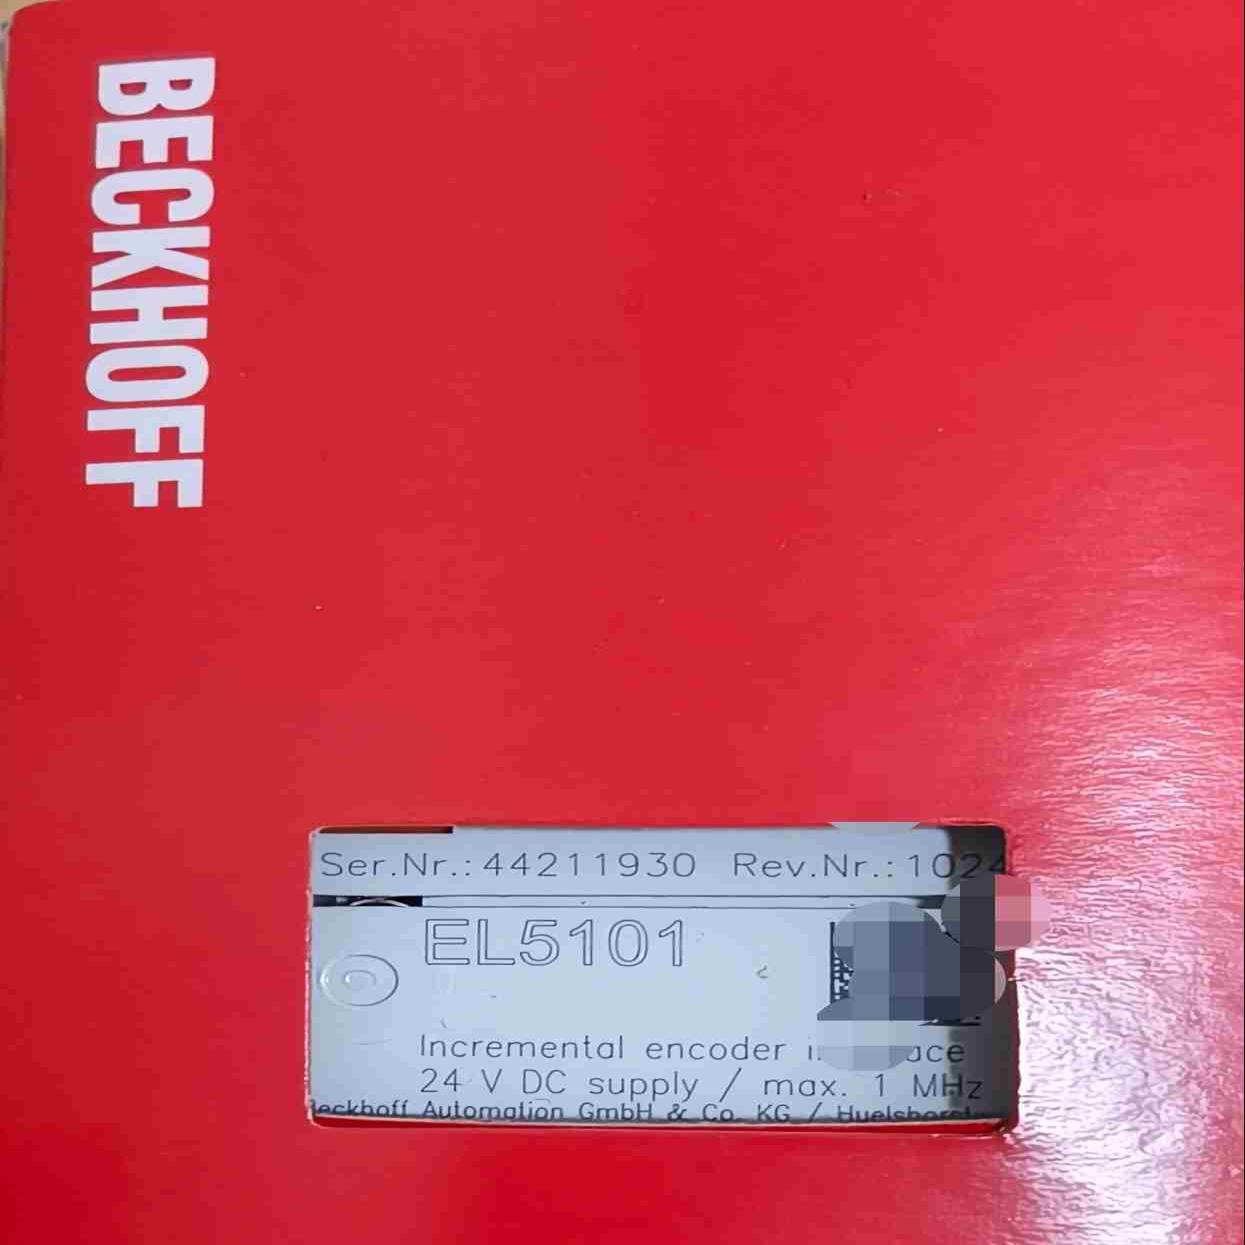 BECKHOFF
Ser.Nr.: 44211930 Rev.Nr.: 1024
EL5101
Incremental encoder
24 V DC supply / max. 1 MHz
Automation GmbH & Co. KG /